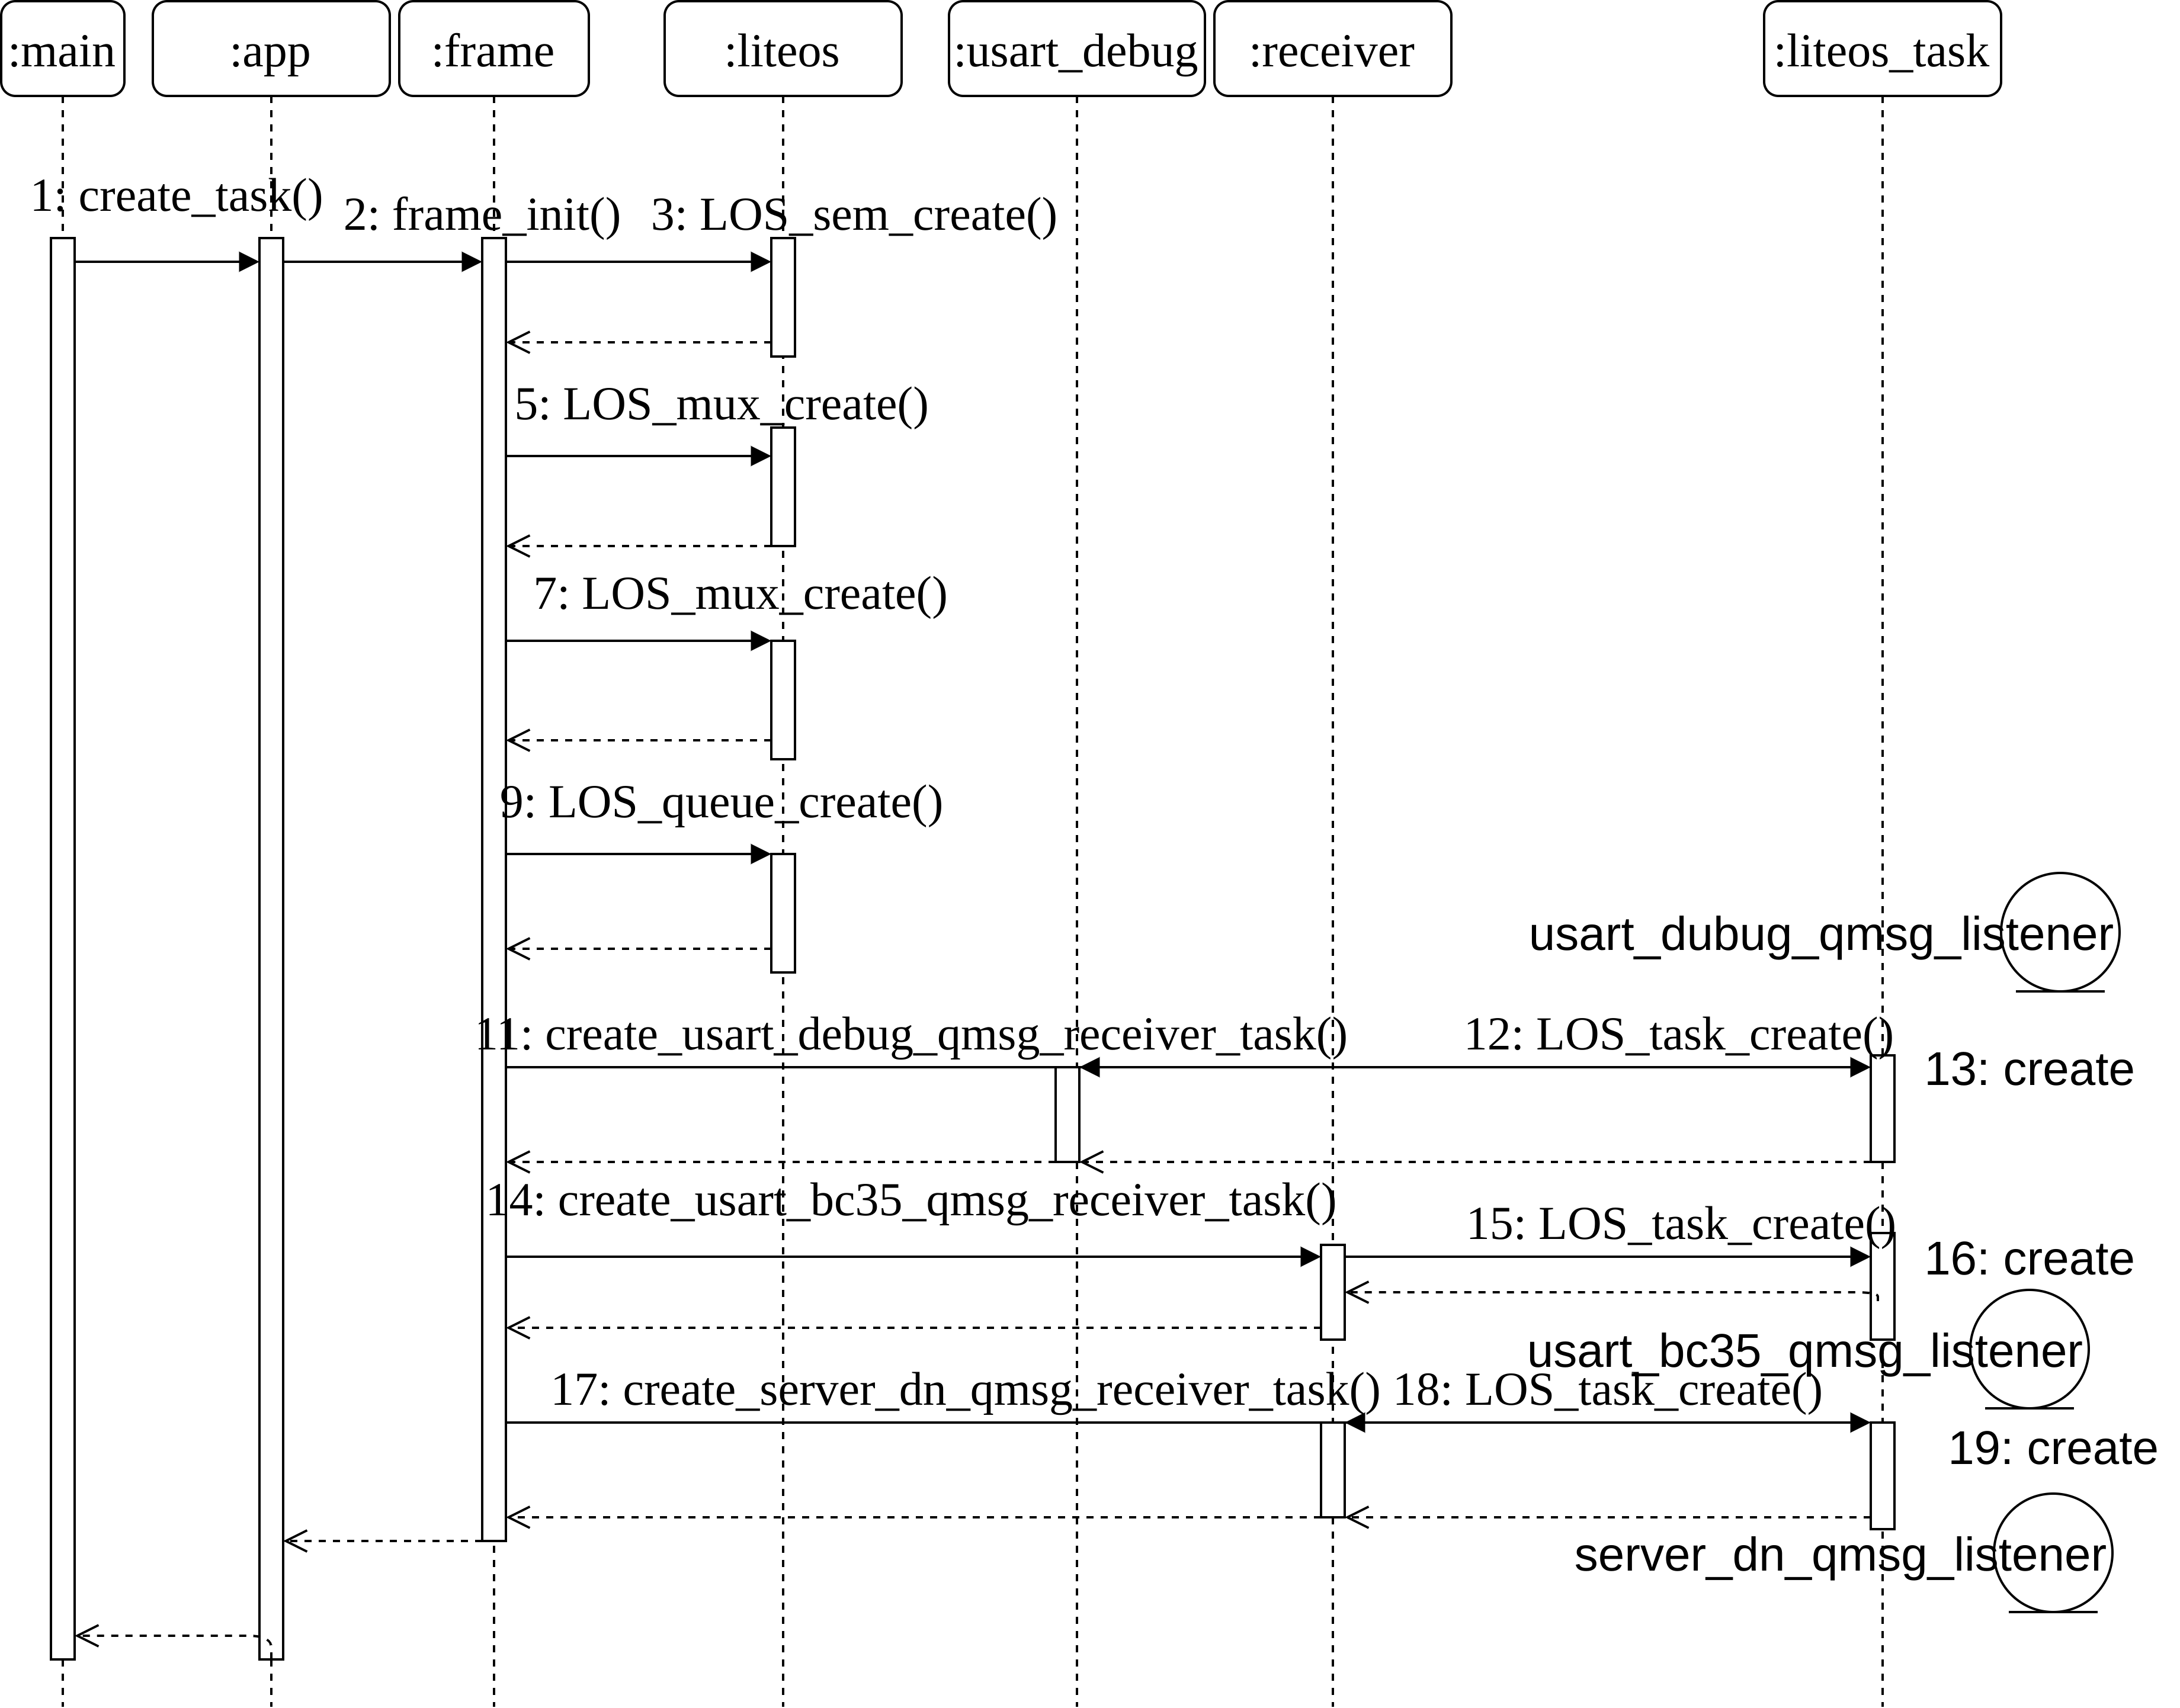 :main
:app
:frame
:liteos
:usart_debug
:receiver
:liteos_task
1: create_task()
2: frame_init()
3: LOS_sem_create()
5: LOS_mux_create()
7: LOS_mux_create()
9: LOS_queue_create()
usart_dubug_qmsg_listener
11: create_usart_debug_qmsg_receiver_task()
12: LOS_task_create()
13: create
14: create_usart_bc35_qmsg_receiver_task()
15: LOS_task_create()
16: create
usart_bc35_qmsg_listener
17: create_server_dn_qmsg_receiver_task()
18: LOS_task_create()
19: create
server_dn_qmsg_listener